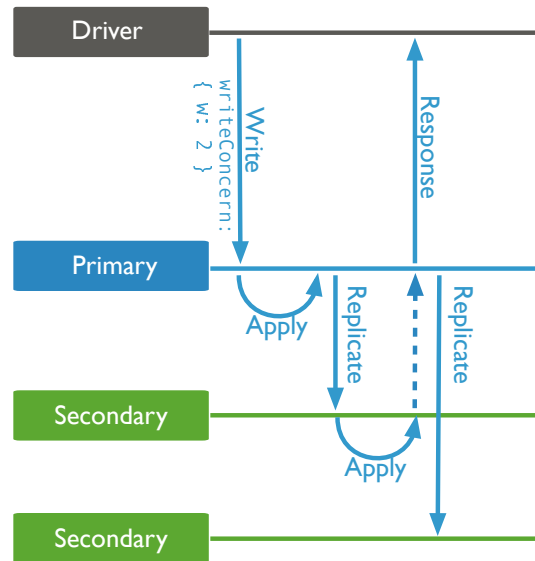 Driver
Write
writeConcern:
{ w: 2 }
Response
Primary
Apply
Replicate
Replicate
Secondary
Apply
Secondary